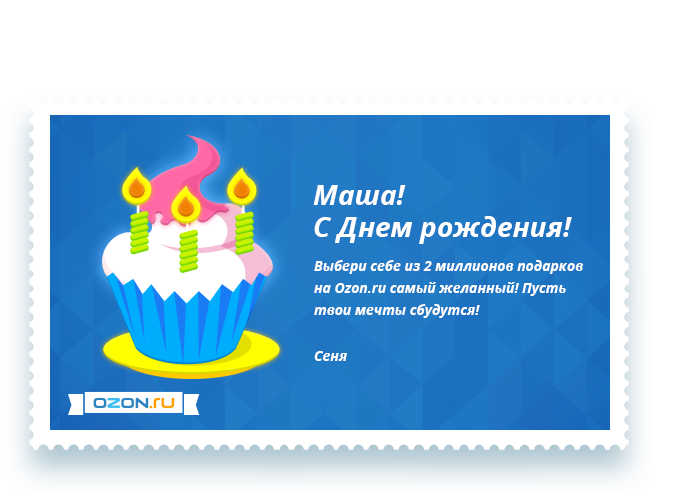 Маша!
С Днем рождения!
Выбери себе из 2 миллионов подарков
на Ozon.ru самый желанный! Пусть
твои мечты сбудутся!
Сеня
OZON.ru